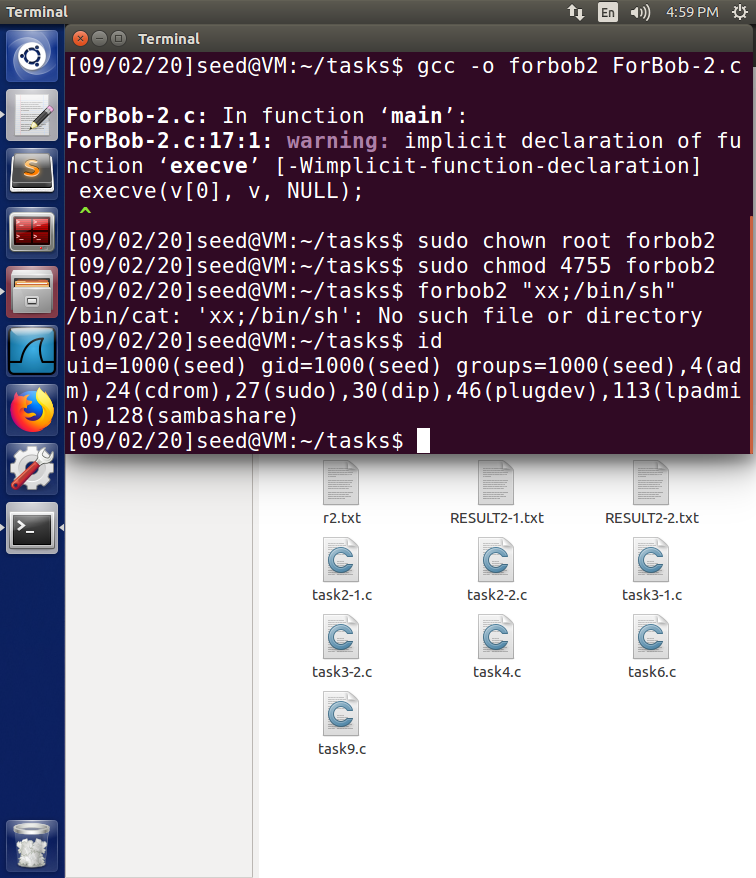 Terminal
En
4:59 PM
Terminal
[09/02/20]seed@VM:~/tasks$ gcc -o forbob2 ForBob-2.c
ForBob-2.c: In function ‘main’:
ForBob-2.c:17:1: warning: implicit declaration of fu
nction ‘execve’ [-Wimplicit-function-declaration]
execve(v[0], v, NULL);
^
[09/02/20]seed@VM:~/tasks$ sudo chown root forbob2
[09/02/20]seed@VM:~/tasks$ sudo chmod 4755 forbob2
[09/02/20]seed@VM:~/tasks$ forbob2 "xx;/bin/sh"
/bin/cat: 'xx;/bin/sh': No such file or directory
[09/02/20]seed@VM:~/tasks$ id
uid=1000(seed) gid=1000(seed) groups=1000(seed),4(ad
m),24(cdrom),27(sudo),30(dip),46(plugdev),113(lpadmi
n),128(sambashare)
[09/02/20]seed@VM:~/tasks$
r2.txt RESULT2-1.txt RESULT2-2.txt
task2-1.c task2-2.c task3-1.c
task3-2.c task4.c task6.c
task9.c